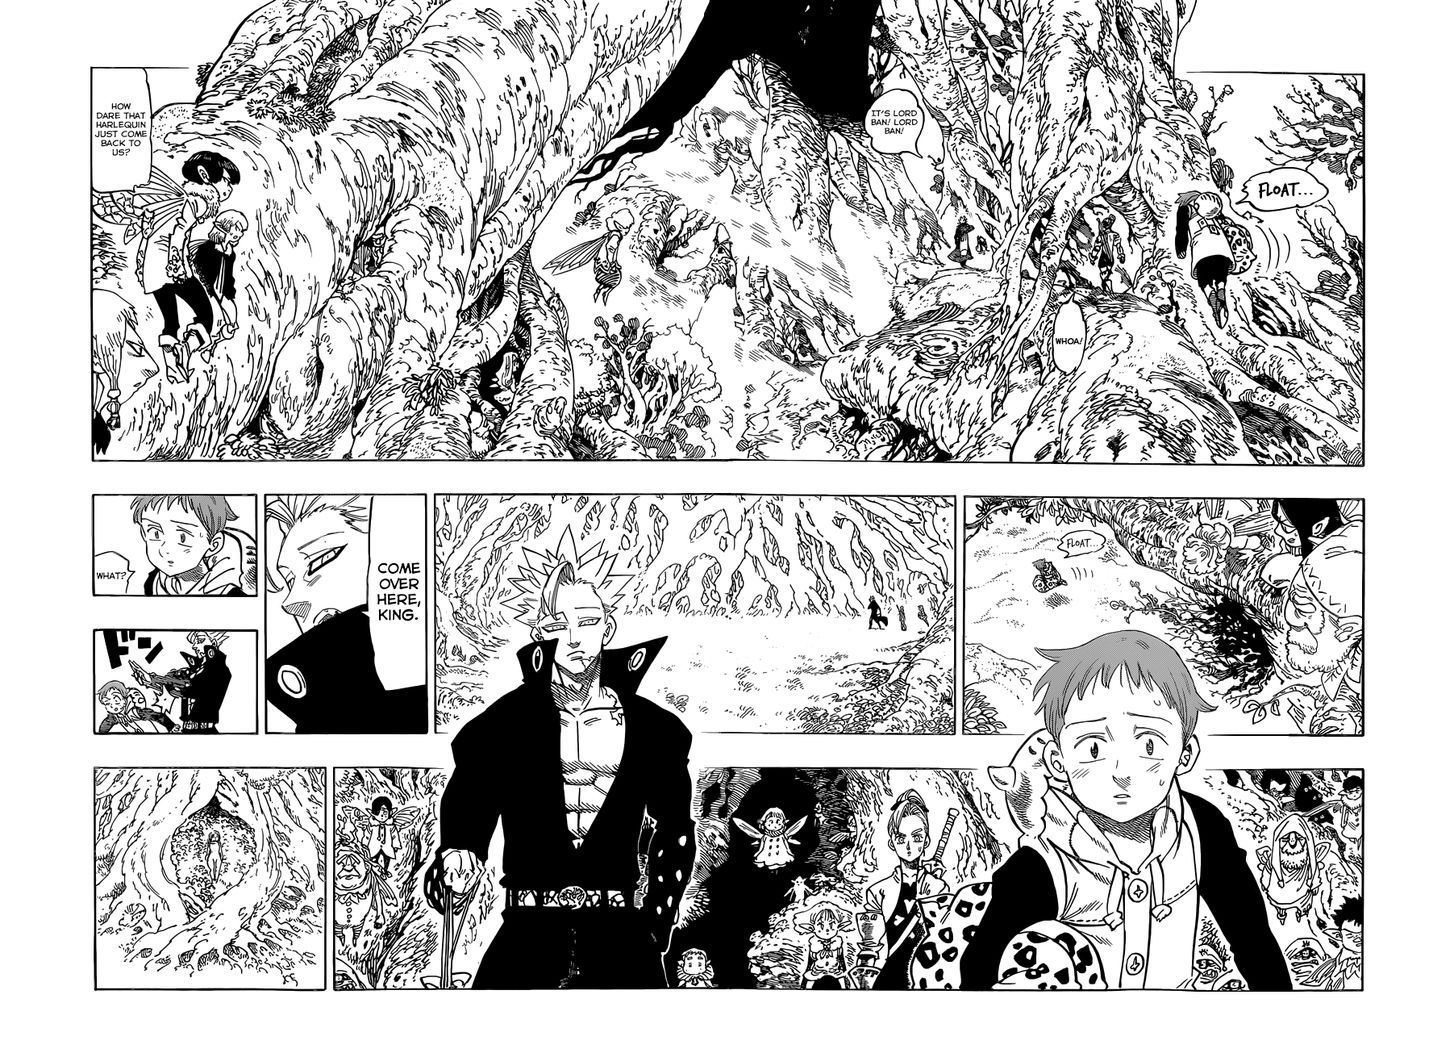 HOW
DARE THAT
HARLEQUIN
JUST COME
BACK TO
US?
IT'S LORD
BAN! LORD
BAN!
FLOAT...
WHOA!
WHAT?
COME
OVER
HERE,
KING.
FLOAT...
ドン